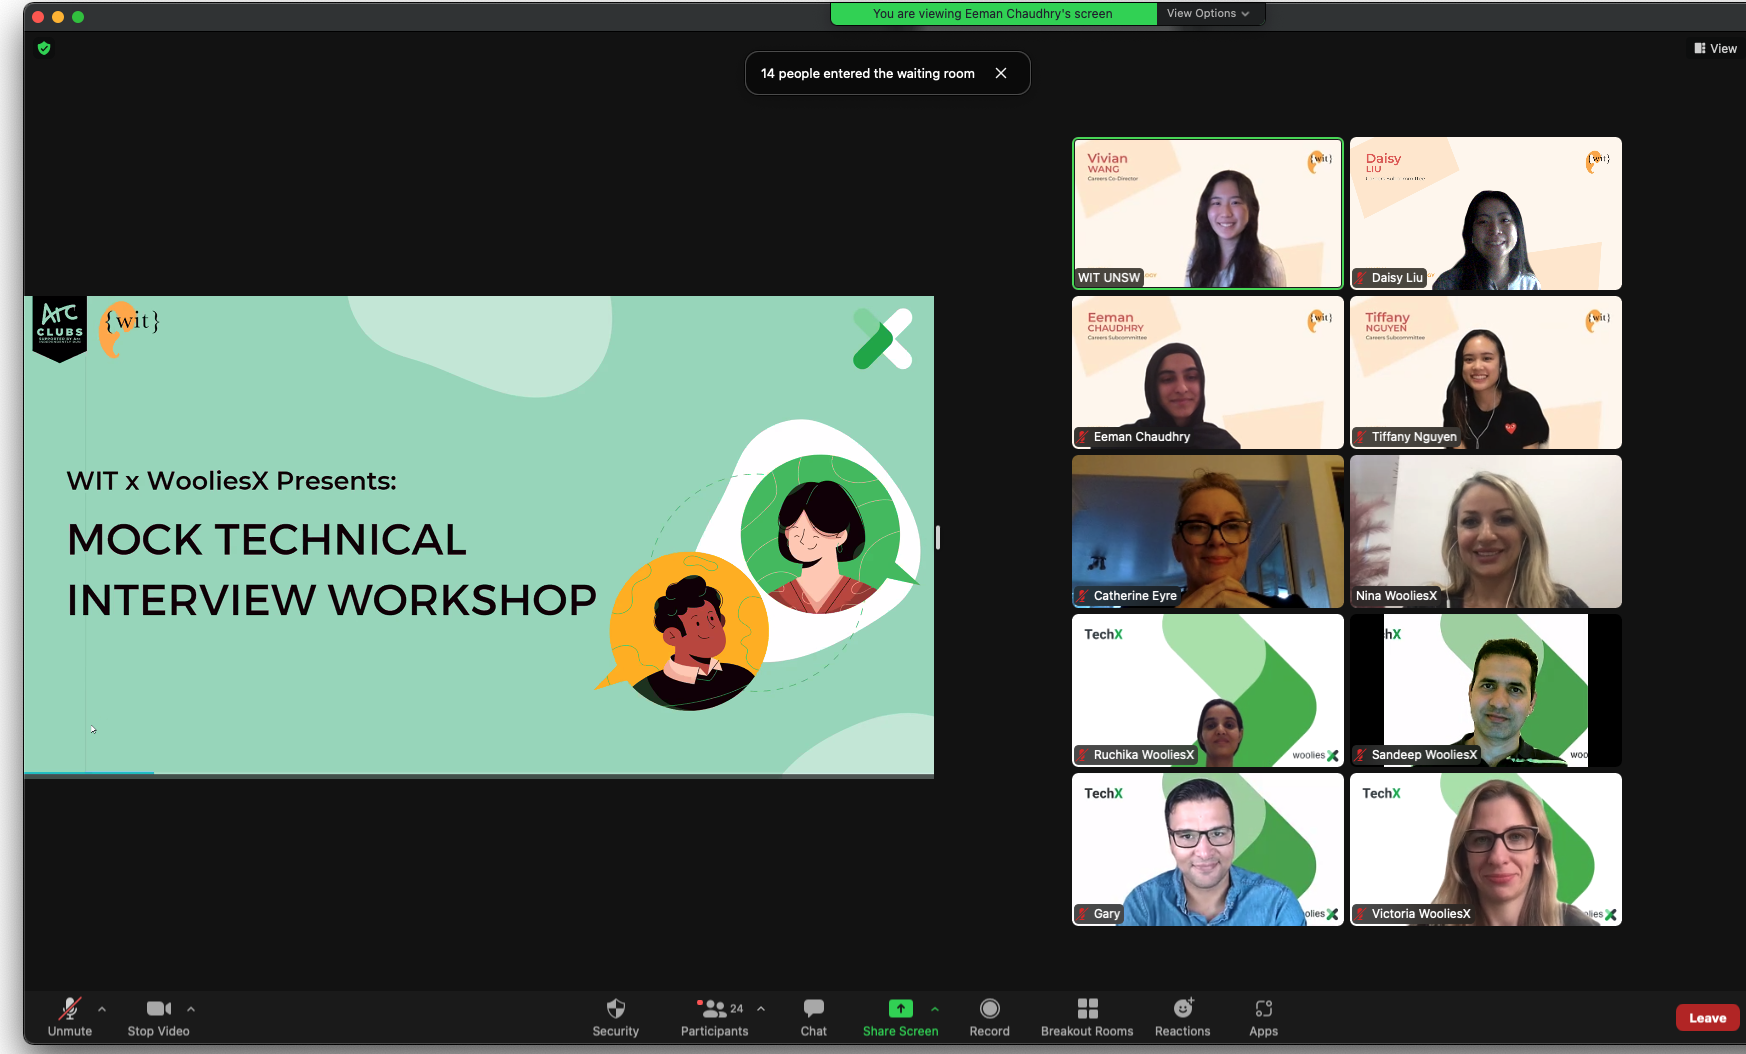 You are viewing Eeman Chaudhry's screen
View Options
View
14 people entered the waiting room
Arc
CLUBS
{wit}
WIT x WooliesX Presents:
MOCK TECHNICAL
INTERVIEW WORKSHOP
Vivian
WANG
Careers Co-Director
{wit}
WIT UNSW
Daisy
LIU
{wit}
Daisy Liu
Eeman
CHAUDHRY
Careers Subcommittee
{wit}
Eeman Chaudhry
Tiffany
NGUYEN
Careers Subcommittee
{wit}
Tiffany Nguyen
Catherine Eyre
Nina WooliesX
TechX
woolies X
Ruchika WooliesX
hX
woo
Sandeep WooliesX
TechX
olies X
Gary
TechX
lies X
Victoria WooliesX
Unmute
Stop Video
Security
24
Participants
Chat
Share Screen
Record
Breakout Rooms
Reactions
Apps
Leave